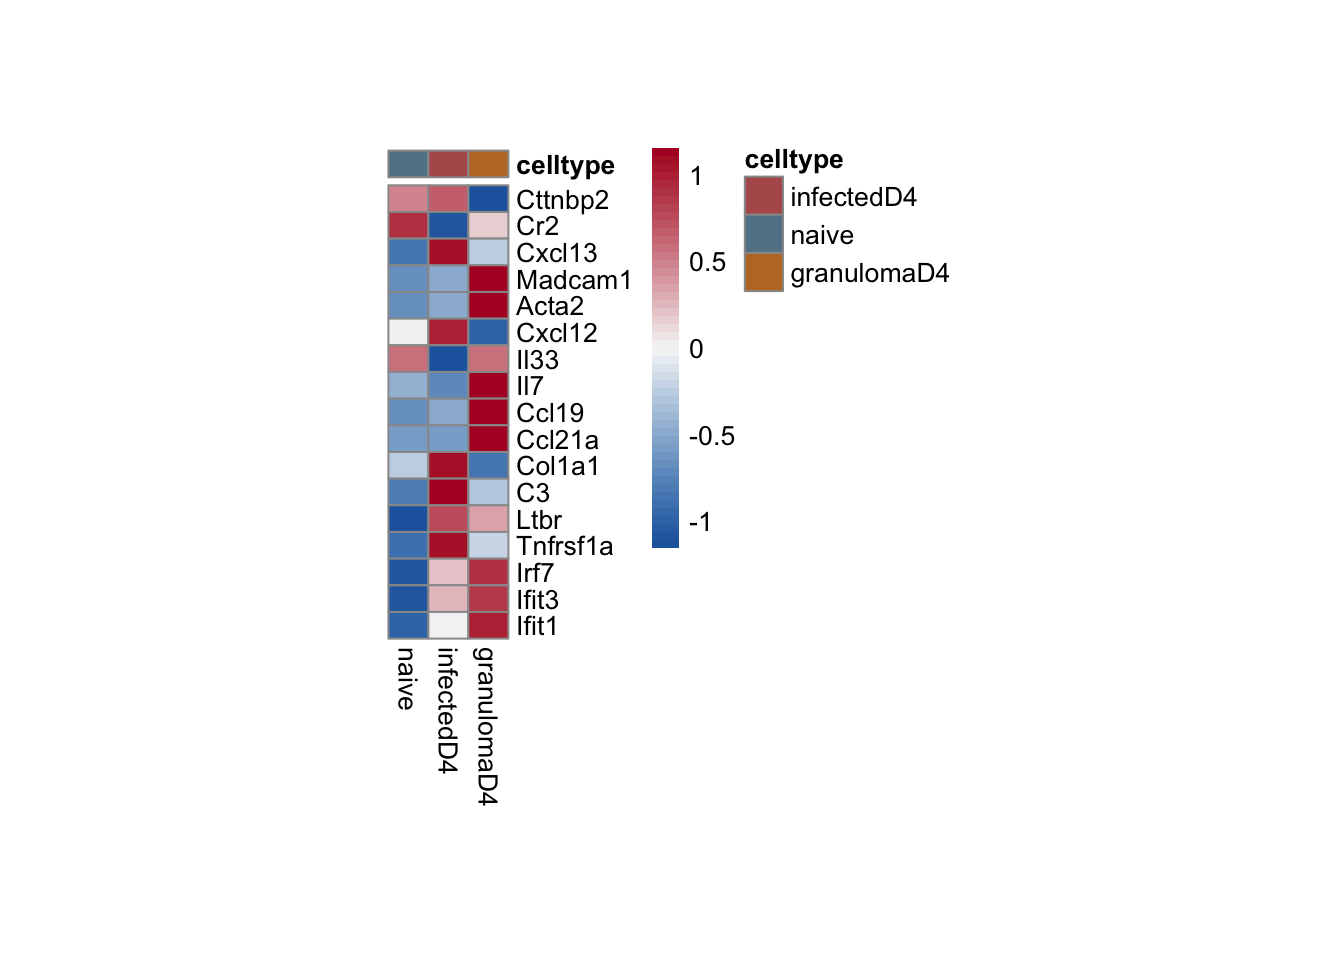 celltype
Cttnbp2
Cr2
Cxcl13
Madcam1
Acta2
Cxcl12
Il33
Il7
Ccl19
Ccl21a
Col1a1
C3
Ltbr
Tnfrsf1a
Irf7
Ifit3
Ifit1
naive
infectedD4
granulomaD4
1
0.5
0
-0.5
-1
celltype
infectedD4
naive
granulomaD4